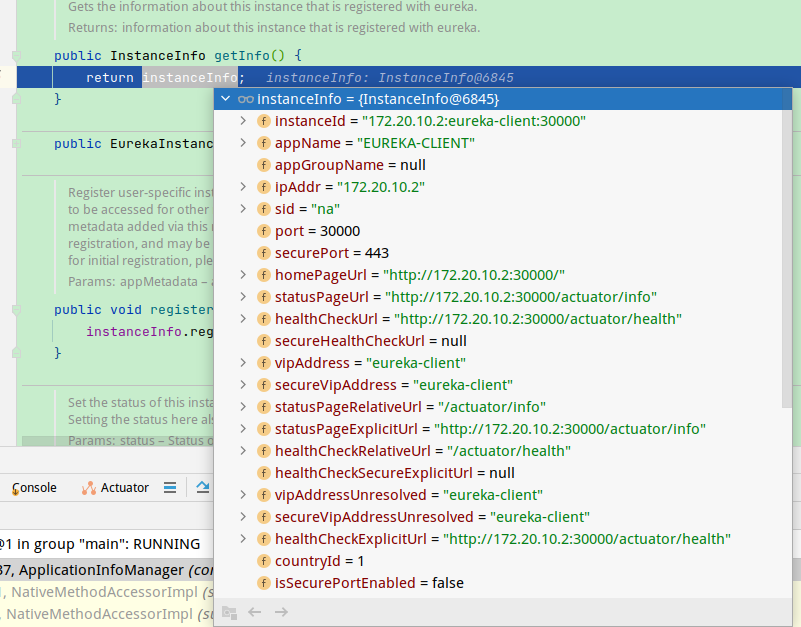 Gets the information about this instance that is registered with eureka.
Returns: information about this instance that is registered with eureka.
public InstanceInfo getInfo() {
return instanceInfo; instanceInfo: InstanceInfo@6845
}
instanceInfo = {InstanceInfo@6845}
instanceId = "172.20.10.2:eureka-client:30000"
public EurekaInstanc
appName = "EUREKA-CLIENT"
appGroupName = null
Register user-specific inst
ipAddr = "172.20.10.2"
to be accessed for other
sid = "na"
metadata added via this
port = 30000
registration, and may be
securePort = 443
for initial registration, ple
Params: appMetadata –
homePageUrl = "http://172.20.10.2:30000/"
statusPageUrl = "http://172.20.10.2:30000/actuator/info"
public void register
healthCheckUrl = "http://172.20.10.2:30000/actuator/health"
instanceInfo.reg
secureHealthCheckUrl = null
}
vipAddress = "eureka-client"
secureVipAddress = "eureka-client"
Set the status of this insta
statusPageRelativeUrl = "/actuator/info"
Setting the status here als
statusPageExplicitUrl = "http://172.20.10.2:30000/actuator/info"
Params: status – Status o
healthCheckRelativeUrl = "/actuator/health"
healthCheckSecureExplicitUrl = null
Console Actuator
vipAddressUnresolved = "eureka-client"
secureVipAddressUnresolved = "eureka-client"
@1 in group "main": RUNNING
healthCheckExplicitUrl = "http://172.20.10.2:30000/actuator/health"
37, ApplicationInfoManager (co
countryId = 1
, NativeMethodAccessorImpl (s
isSecurePortEnabled = false
, NativeMethodAccessorImpl (su